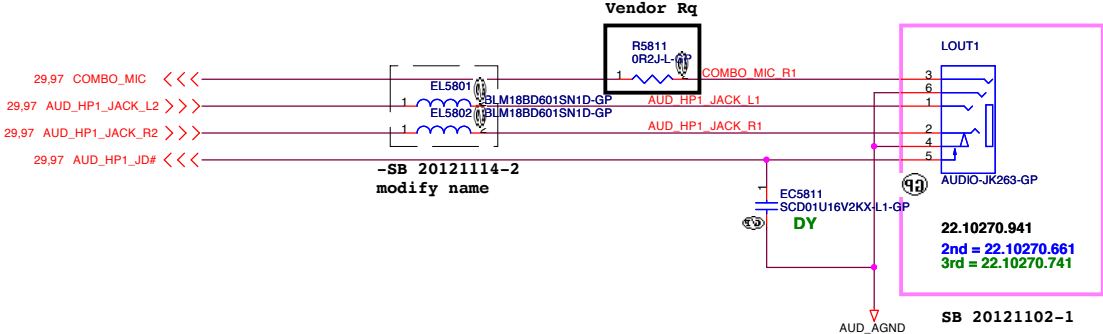 Vendor Rq
R5811
0R2J-L-GP
LOUT1
29,97 COMBO_MIC
1
COMBO_MIC_R1
3
6
EL5801
29,97 AUD_HP1_JACK_L2
1
BLM18BD601SN1D-GP
AUD_HP1_JACK_L1
1
EL5802
BLM18BD601SN1D-GP
29,97 AUD_HP1_JACK_R2
1
AUD_HP1_JACK_R1
2
4
29,97 AUD_HP1_JD#
5
-SB 20121114-2
modify name
AUDIO-JK263-GP
1
EC5811
SCD01U16V2KX-L1-GP
DY
22.10270.941
2nd = 22.10270.661
3rd = 22.10270.741
AUD_AGND
SB 20121102-1